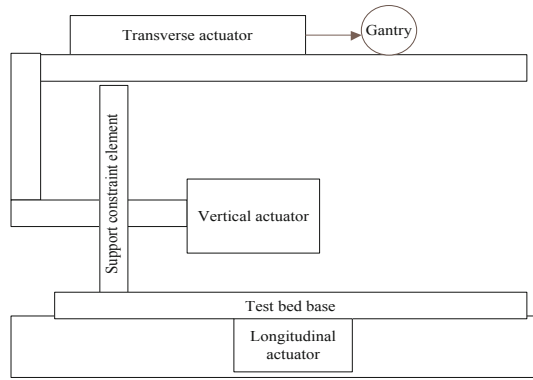 Transverse actuator
Gantry
Support constraint element
Vertical actuator
Test bed base
Longitudinal
actuator